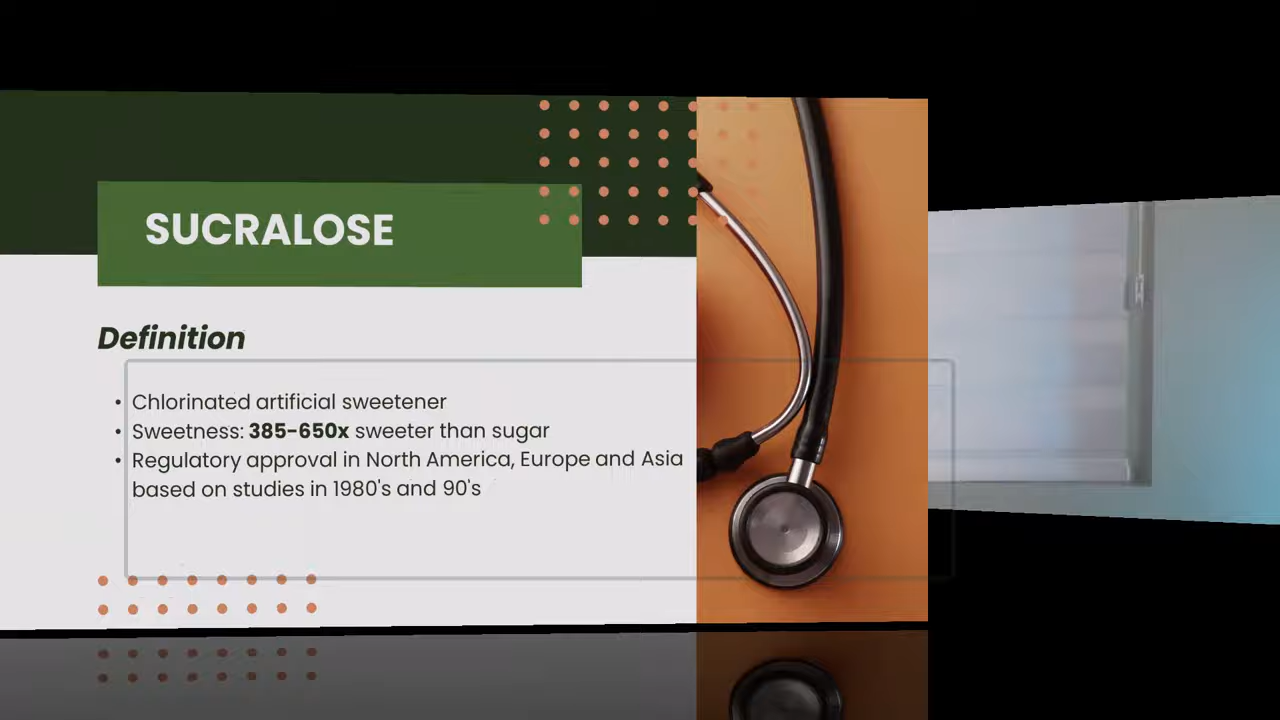 SUCRALOSE
Definition
• Chlorinated artificial sweetener
• Sweetness: 385-650x sweeter than sugar
• Regulatory approval in North America, Europe and Asia
based on studies in 1980's and 90's